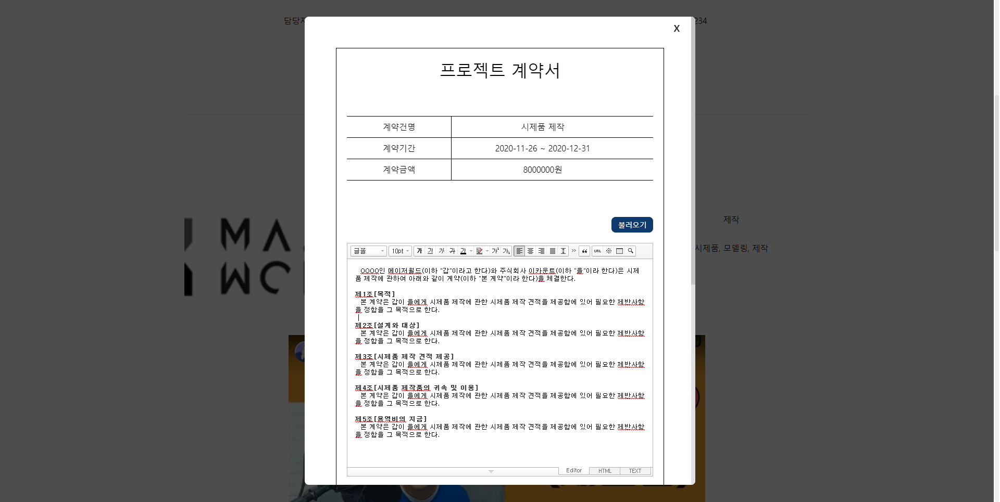 담당
234
X
프로젝트 계약서
계약건명 시제품 제작
계약기간 2020-11-26 ~ 2020-12-31
계약금액 8000000원
제작
불러오기
시제품, 모델링, 제작
글꼴 10pt 가 가 가 가 가 가¹ 가₁ URL
OOOO인 메이저월드(이하 "갑"이라고 한다)와 주식회사 이카운트(이하 "을"이라 한다)은 시제
품 제작에 관하여 아래와 같이 계약(이하 "본 계약"이라 한다)을 체결한다.
제1조[목적]
본 계약은 갑이 을에게 시제품 제작에 관한 시제품 제작 견적을 제공함에 있어 필요한 제반사항
을 정함을 그 목적으로 한다.
제2조[설계와 대상]
본 계약은 갑이 을에게 시제품 제작에 관한 시제품 제작 견적을 제공함에 있어 필요한 제반사항
을 정함을 그 목적으로 한다.
제3조[시제품 제작 견적 제공]
본 계약은 갑이 을에게 시제품 제작에 관한 시제품 제작 견적을 제공함에 있어 필요한 제반사항
을 정함을 그 목적으로 한다.
제4조[시제품 제작품의 귀속 및 이용]
본 계약은 갑이 을에게 시제품 제작에 관한 시제품 제작 견적을 제공함에 있어 필요한 제반사항
을 정함을 그 목적으로 한다.
제5조[용역비의 지금]
본 계약은 갑이 을에게 시제품 제작에 관한 시제품 제작 견적을 제공함에 있어 필요한 제반사항
을 정함을 그 목적으로 한다.
Editor HTML TEXT
MA
WO